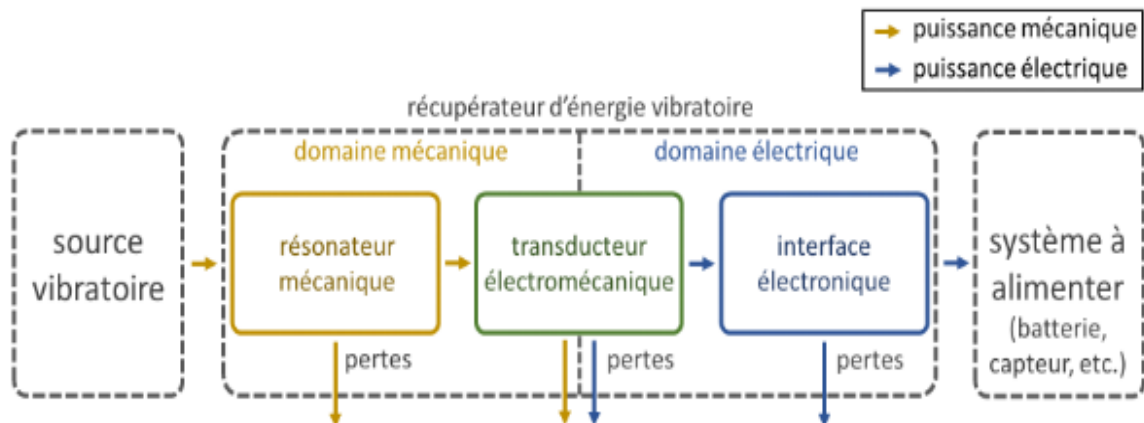 puissance mécanique
puissance électrique
récupérateur d'énergie vibratoire
domaine mécanique
domaine électrique
source
vibratoire
résonateur
mécanique
transducteur
électromécanique
interface
électronique
système à
alimenter
(batterie,
capteur, etc.)
pertes
pertes
pertes